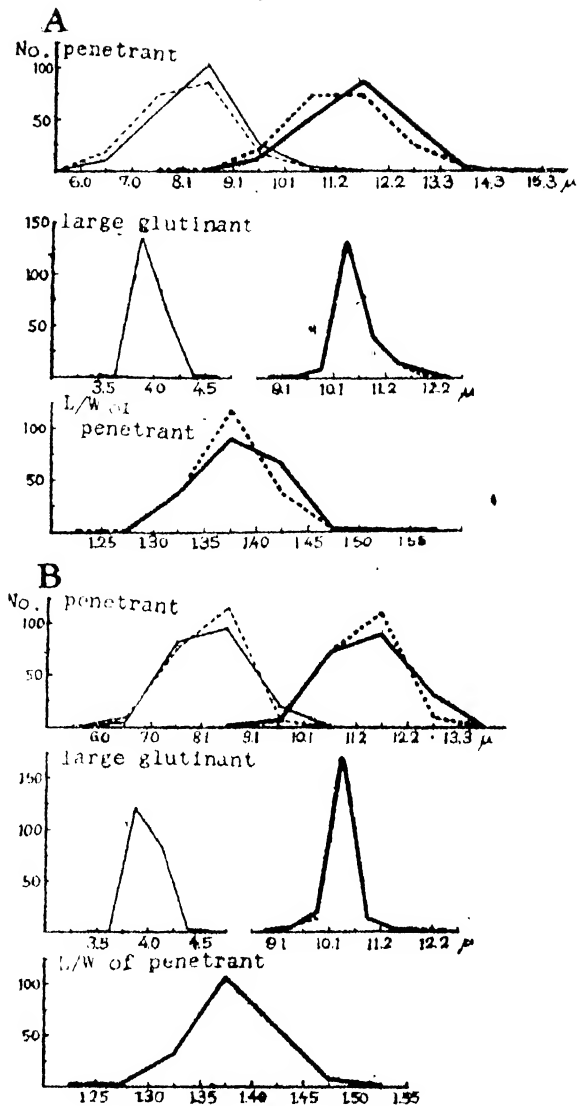 A
No. penetrant
100
50
6.0 7.0 8.1 9.1 10.1 11.2 12.2 13.3 14.3 15.3 μ
150
large glutinant
100
50
3.5 4.0 4.5 9.1 10.1 11.2 12.2 μ
L/W of
penetrant
100
50
1.25 1.30 1.35 1.40 1.45 1.50 1.55
B
No. penetrant
100
50
6.0 7.0 8.1 9.1 10.1 11.2 12.2 13.3 μ
large glutinant
150
100
50
3.5 4.0 4.5 9.1 10.1 11.2 12.2 μ
L/W of penetrant
100
50
1.25 1.30 1.35 1.40 1.45 1.50 1.55